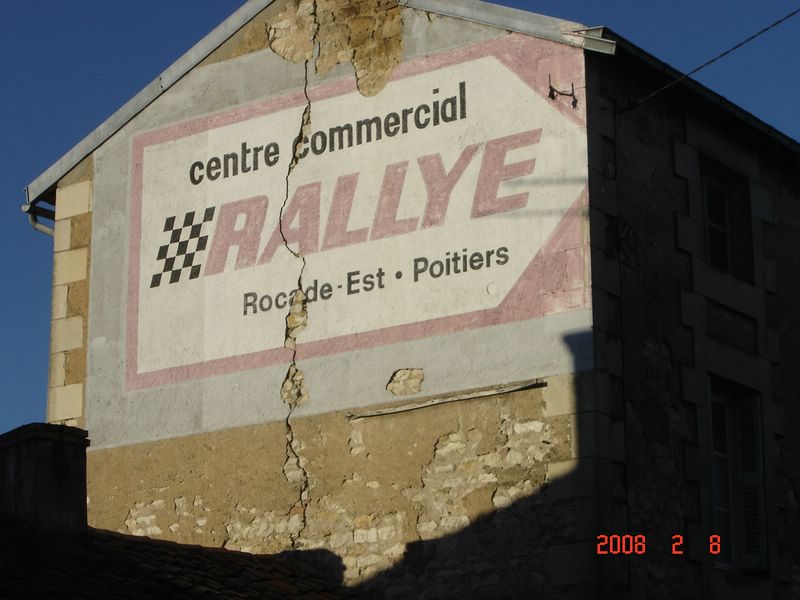 centre commercial
RALLYE
Rocade-Est • Poitiers
2008 2 8